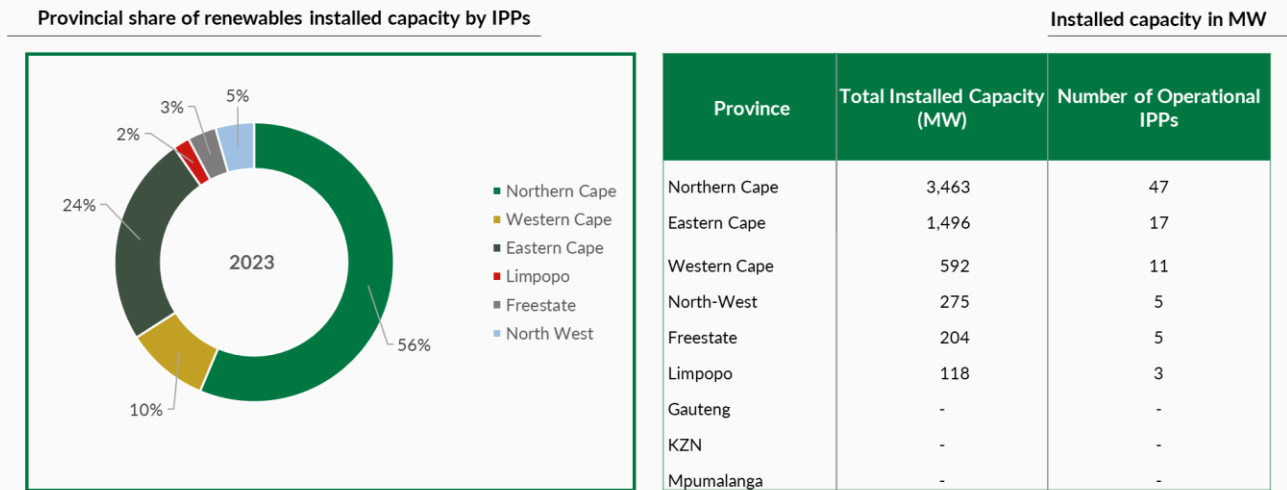 Provincial share of renewables installed capacity by IPPs
5%
3%
2%
24%
2023
56%
10%
Northern Cape
Western Cape
Eastern Cape
Limpopo
Freestate
North West
Installed capacity in MW
Province Total Installed Capacity (MW) Number of Operational IPPs
Northern Cape 3,463 47
Eastern Cape 1,496 17
Western Cape 592 11
North-West 275 5
Freestate 204 5
Limpopo 118 3
Gauteng - -
KZN - -
Mpumalanga - -